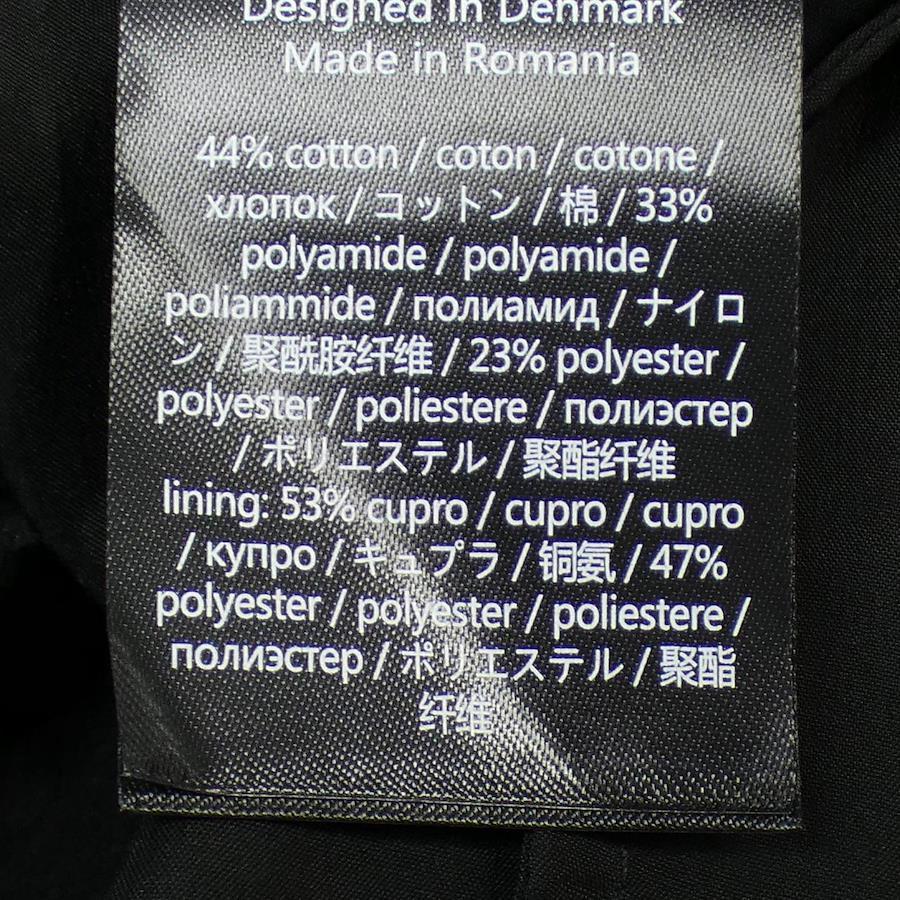 Designed in Denmark
Made in Romania
44% cotton / coton / cotone /
хлопок / コットン / 棉 / 33%
polyamide / polyamide /
poliammide / полиамид / ナイロ
ン / 聚酰胺纤维 / 23% polyester /
polyester / poliestere / полиэстер
/ ポリエステル / 聚酯纤维
lining: 53% cupro / cupro / cupro
/ купро / キュプラ / 铜氨 / 47%
polyester / polyester / poliestere /
полиэстер / ポリエステル / 聚酯
纤维